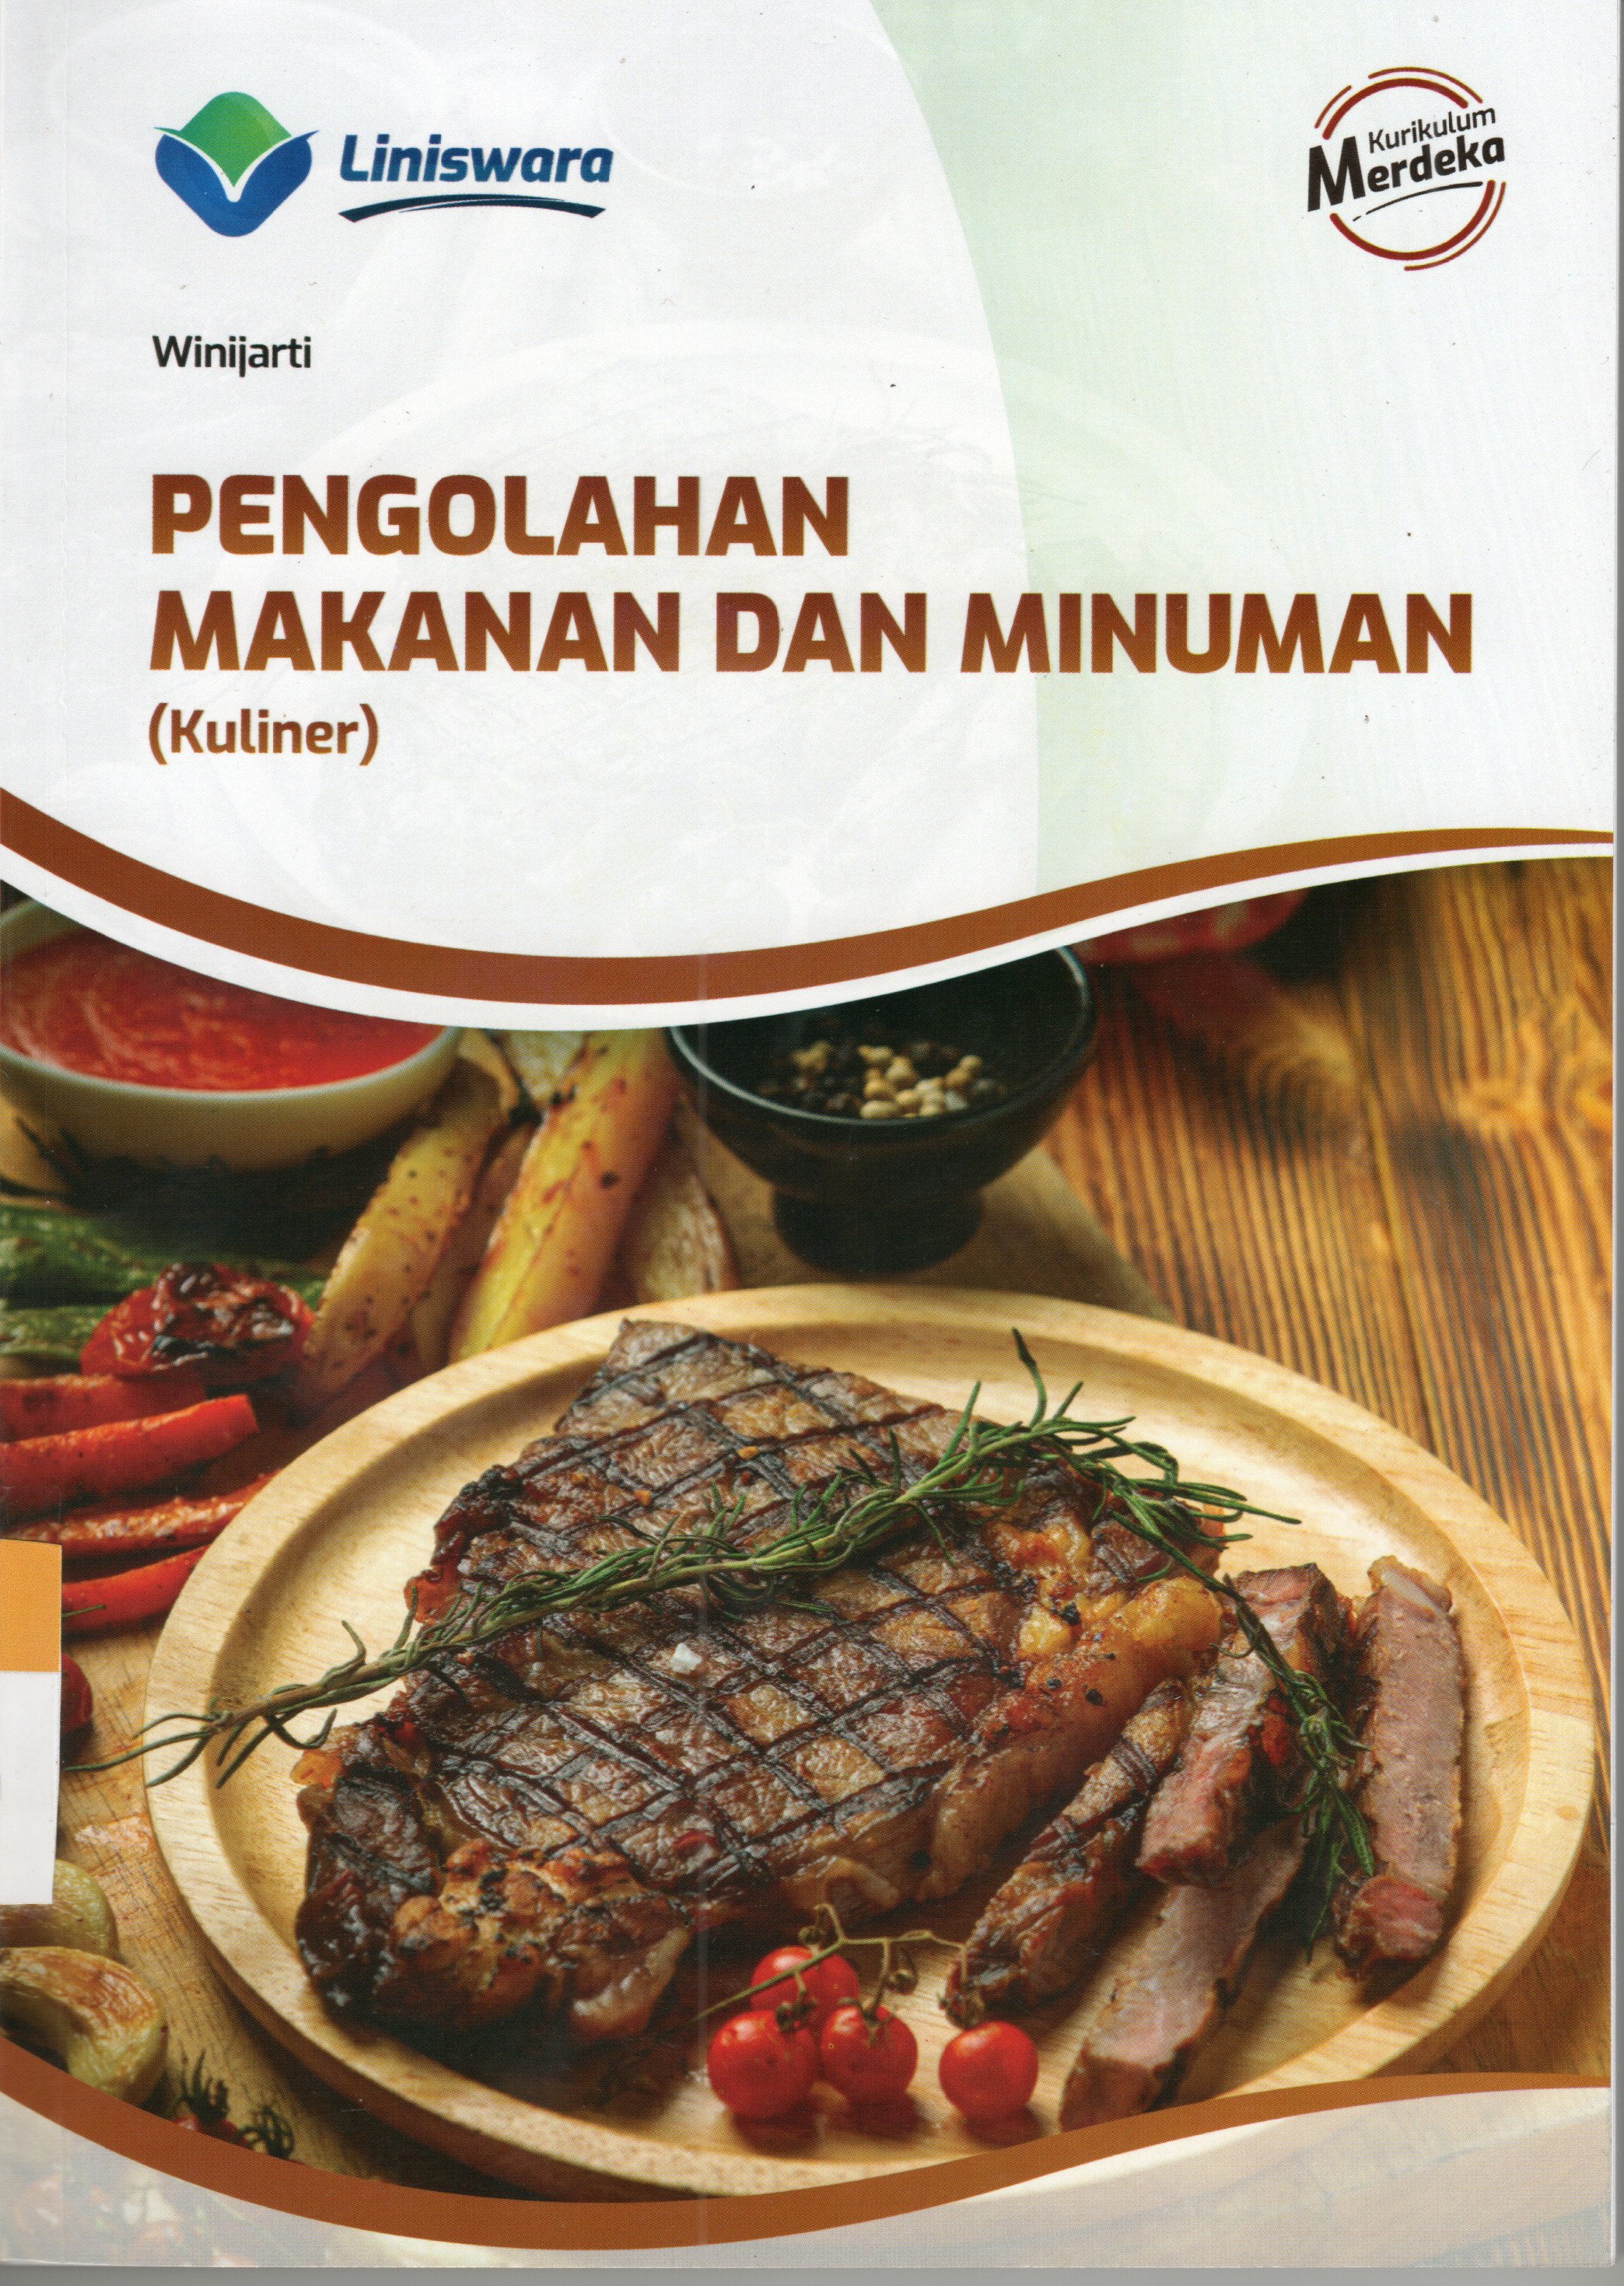 Liniswara
Kurikulum
Merdeka
Winijarti
PENGOLAHAN
MAKANAN DAN MINUMAN
(Kuliner)